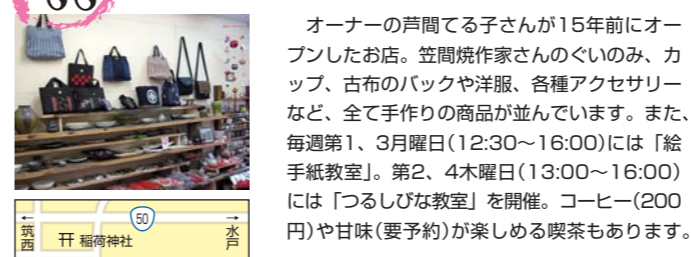 オーナーの芦間てる子さんが15年前にオー
プンしたお店。笠間焼作家さんのぐいのみ、カ
ップ、古布のバックや洋服、各種アクセサリー
など、全て手作りの商品が並んでいます。また、
毎週第1、3月曜日(12:30〜16:00)には「絵
手紙教室」。第2、4木曜日(13:00〜16:00)
には「つるしびな教室」を開催。コーヒー(200
円)や甘味(要予約)が楽しめる喫茶もあります。
← 50 →
筑西
稲荷神社
水戸